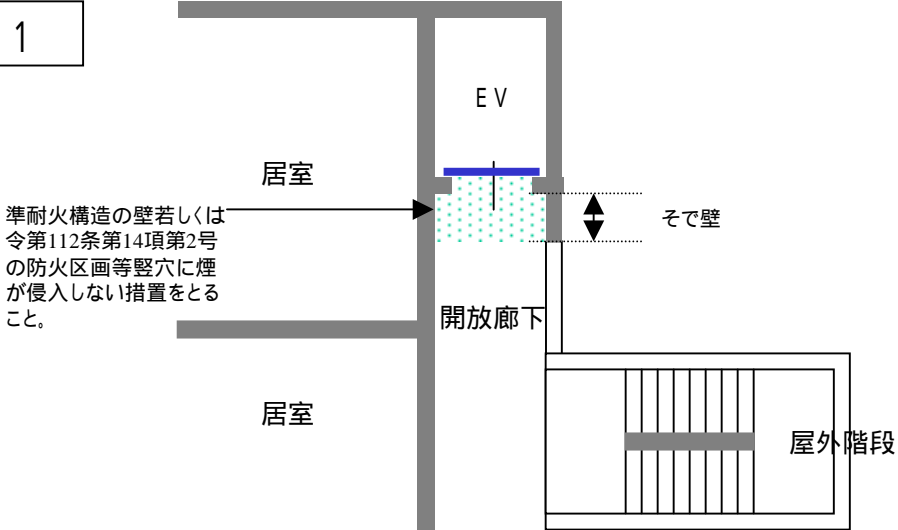 1
EV
居室
準耐火構造の壁若しくは
令第112条第14項第2号
の防火区画等竪穴に煙
が侵入しない措置をとる
こと。
そで壁
開放廊下
居室
屋外階段